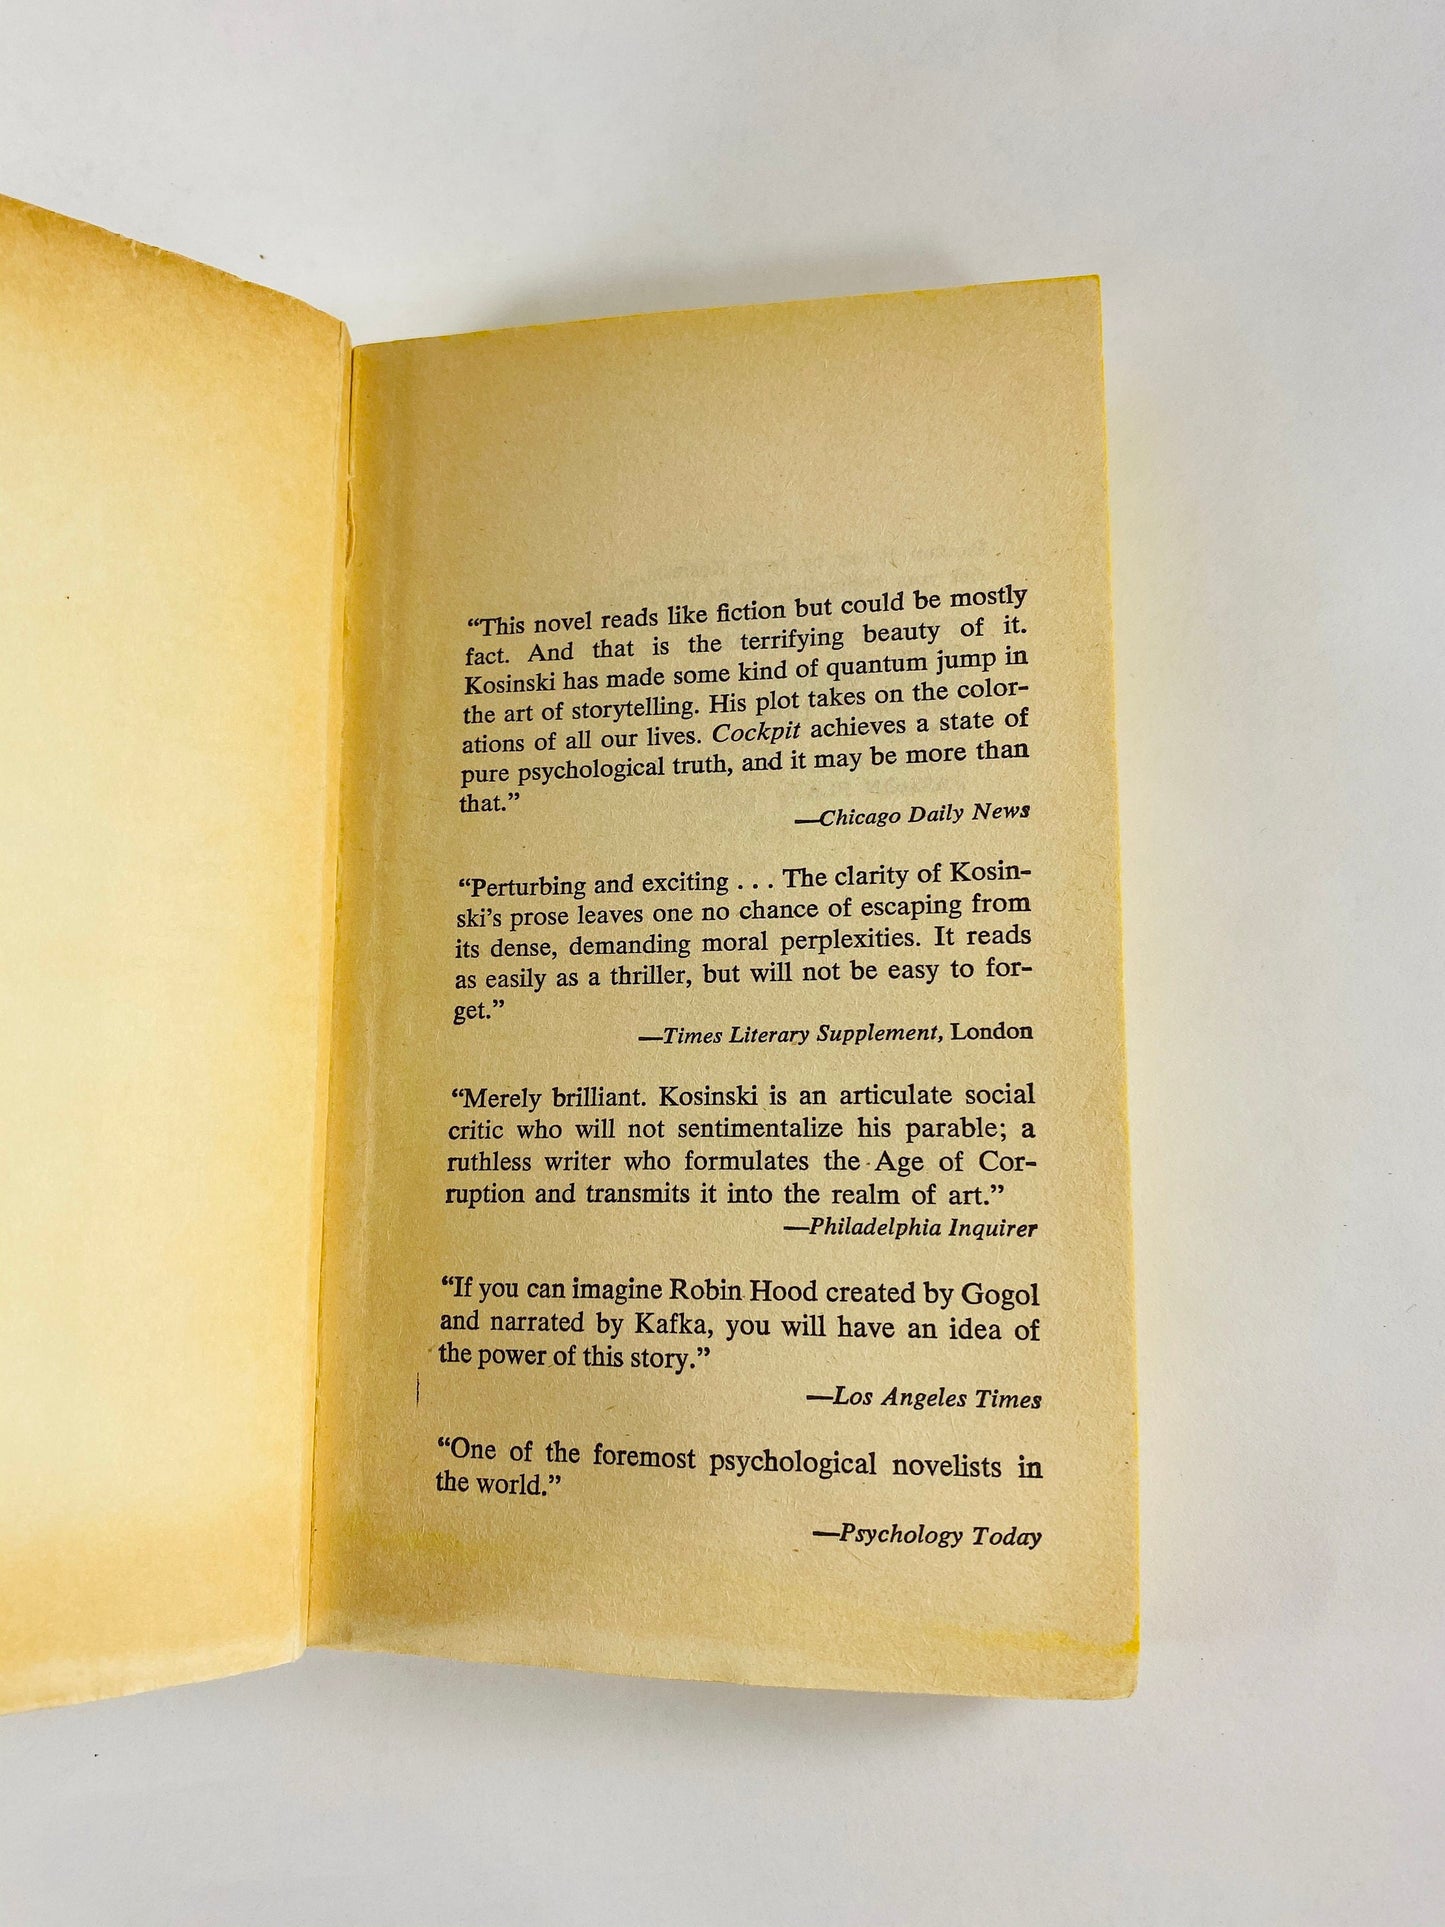 “This novel reads like fiction but could be mostly
fact. And that is the terrifying beauty of it.
Kosinski has made some kind of quantum jump in
the art of storytelling. His plot takes on the color-
ations of all our lives. Cockpit achieves a state of
pure psychological truth, and it may be more than
that.”
—Chicago Daily News
“Perturbing and exciting . . . The clarity of Kosin-
ski’s prose leaves one no chance of escaping from
its dense, demanding moral perplexities. It reads
as easily as a thriller, but will not be easy to for-
get.”
—Times Literary Supplement, London
“Merely brilliant. Kosinski is an articulate social
critic who will not sentimentalize his parable; a
ruthless writer who formulates the Age of Cor-
ruption and transmits it into the realm of art.”
—Philadelphia Inquirer
“If you can imagine Robin Hood created by Gogol
and narrated by Kafka, you will have an idea of
the power of this story.”
—Los Angeles Times
“One of the foremost psychological novelists in
the world.”
—Psychology Today